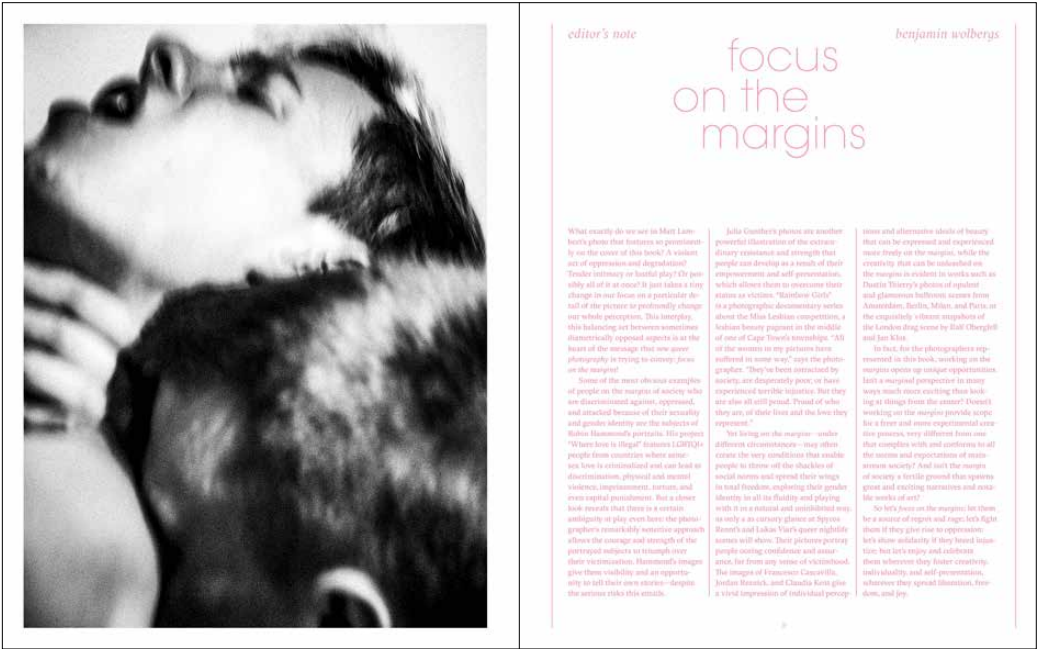 editor's note
benjamin wolbergs
focus
on the
margins
What exactly do we see in Matt Lam-
bert's photo that features so prominent-
ly on the cover of this book? A violent
act of oppression and degradation?
Tender intimacy or lustful play? Or pos-
sibly all of it at once? It just takes a tiny
change in our focus on a particular de-
tail of the picture to profoundly change
our whole perception. This interplay,
this balancing act between sometimes
diametrically opposed aspects is at the
heart of the message that new queer
photography is trying to convey: focus
on the margins!
Some of the most obvious examples
of people on the margins of society who
are discriminated against, oppressed,
and attacked because of their sexuality
and gender identity are the subjects of
Robin Hammond's portraits. His project
"Where love is illegal" features LGBTQI+
people from countries where same-
sex love is criminalized and can lead to
discrimination, physical and mental
violence, imprisonment, torture, and
even capital punishment. But a closer
look reveals that there is a certain
ambiguity at play even here: the photo-
grapher's remarkably sensitive approach
allows the courage and strength of the
portrayed subjects to triumph over
their victimization. Hammond's images
give them visibility and an opportu-
nity to tell their own stories—despite
the serious risks this entails.
Julia Gunther's photos are another
powerful illustration of the extraor-
dinary resistance and strength that
people can develop as a result of their
empowerment and self-presentation,
which allows them to overcome their
status as victims. "Rainbow Girls"
is a photographic documentary series
about the Miss Lesbian competition, a
lesbian beauty pageant in the middle
of one of Cape Town's townships. "All
of the women in my pictures have
suffered in some way," says the photo-
grapher. "They've been ostracized by
society, are desperately poor, or have
experienced terrible injustice. But they
are also all still proud. Proud of who
they are, of their lives and the love they
represent."
Yet living on the margins—under
different circumstances—may often
create the very conditions that enable
people to throw off the shackles of
social norms and spread their wings
in total freedom, exploring their gender
identity in all its fluidity and playing
with it in a natural and uninhibited way,
as only a cursory glance at Spyros
Rennt's and Lukas Viar's queer nightlife
scenes will show. Their pictures portray
people oozing confidence and assur-
ance, far from any sense of victimhood.
The images of Francesco Cascavilla,
Jordan Reznick, and Claudia Kent give
a vivid impression of individual percep-
tions and alternative ideals of beauty
that can be expressed and experienced
more freely on the margins, while the
creativity that can be unleashed on
the margins is evident in works such as
Dustin Thierry's photos of opulent
and glamorous ballroom scenes from
Amsterdam, Berlin, Milan, and Paris, or
the exquisitely vibrant snapshots of
the London drag scene by Ralf Obergfell
and Jan Klos.
In fact, for the photographers rep-
resented in this book, working on the
margins opens up unique opportunities.
Isn't a marginal perspective in many
ways much more exciting than look-
ing at things from the center? Doesn't
working on the margins provide scope
for a freer and more experimental crea-
tive process, very different from one
that complies with and conforms to all
the norms and expectations of main-
stream society? And isn't the margin
of society a fertile ground that spawns
great and exciting narratives and nota-
ble works of art?
So let's focus on the margins: let them
be a source of rage; let's fight
them if they give rise to oppression;
let's show solidarity if they breed injus-
tice; but let's enjoy and celebrate
them wherever they foster creativity,
individuality, and self-presentation,
wherever they spread liberation, free-
dom, and joy.